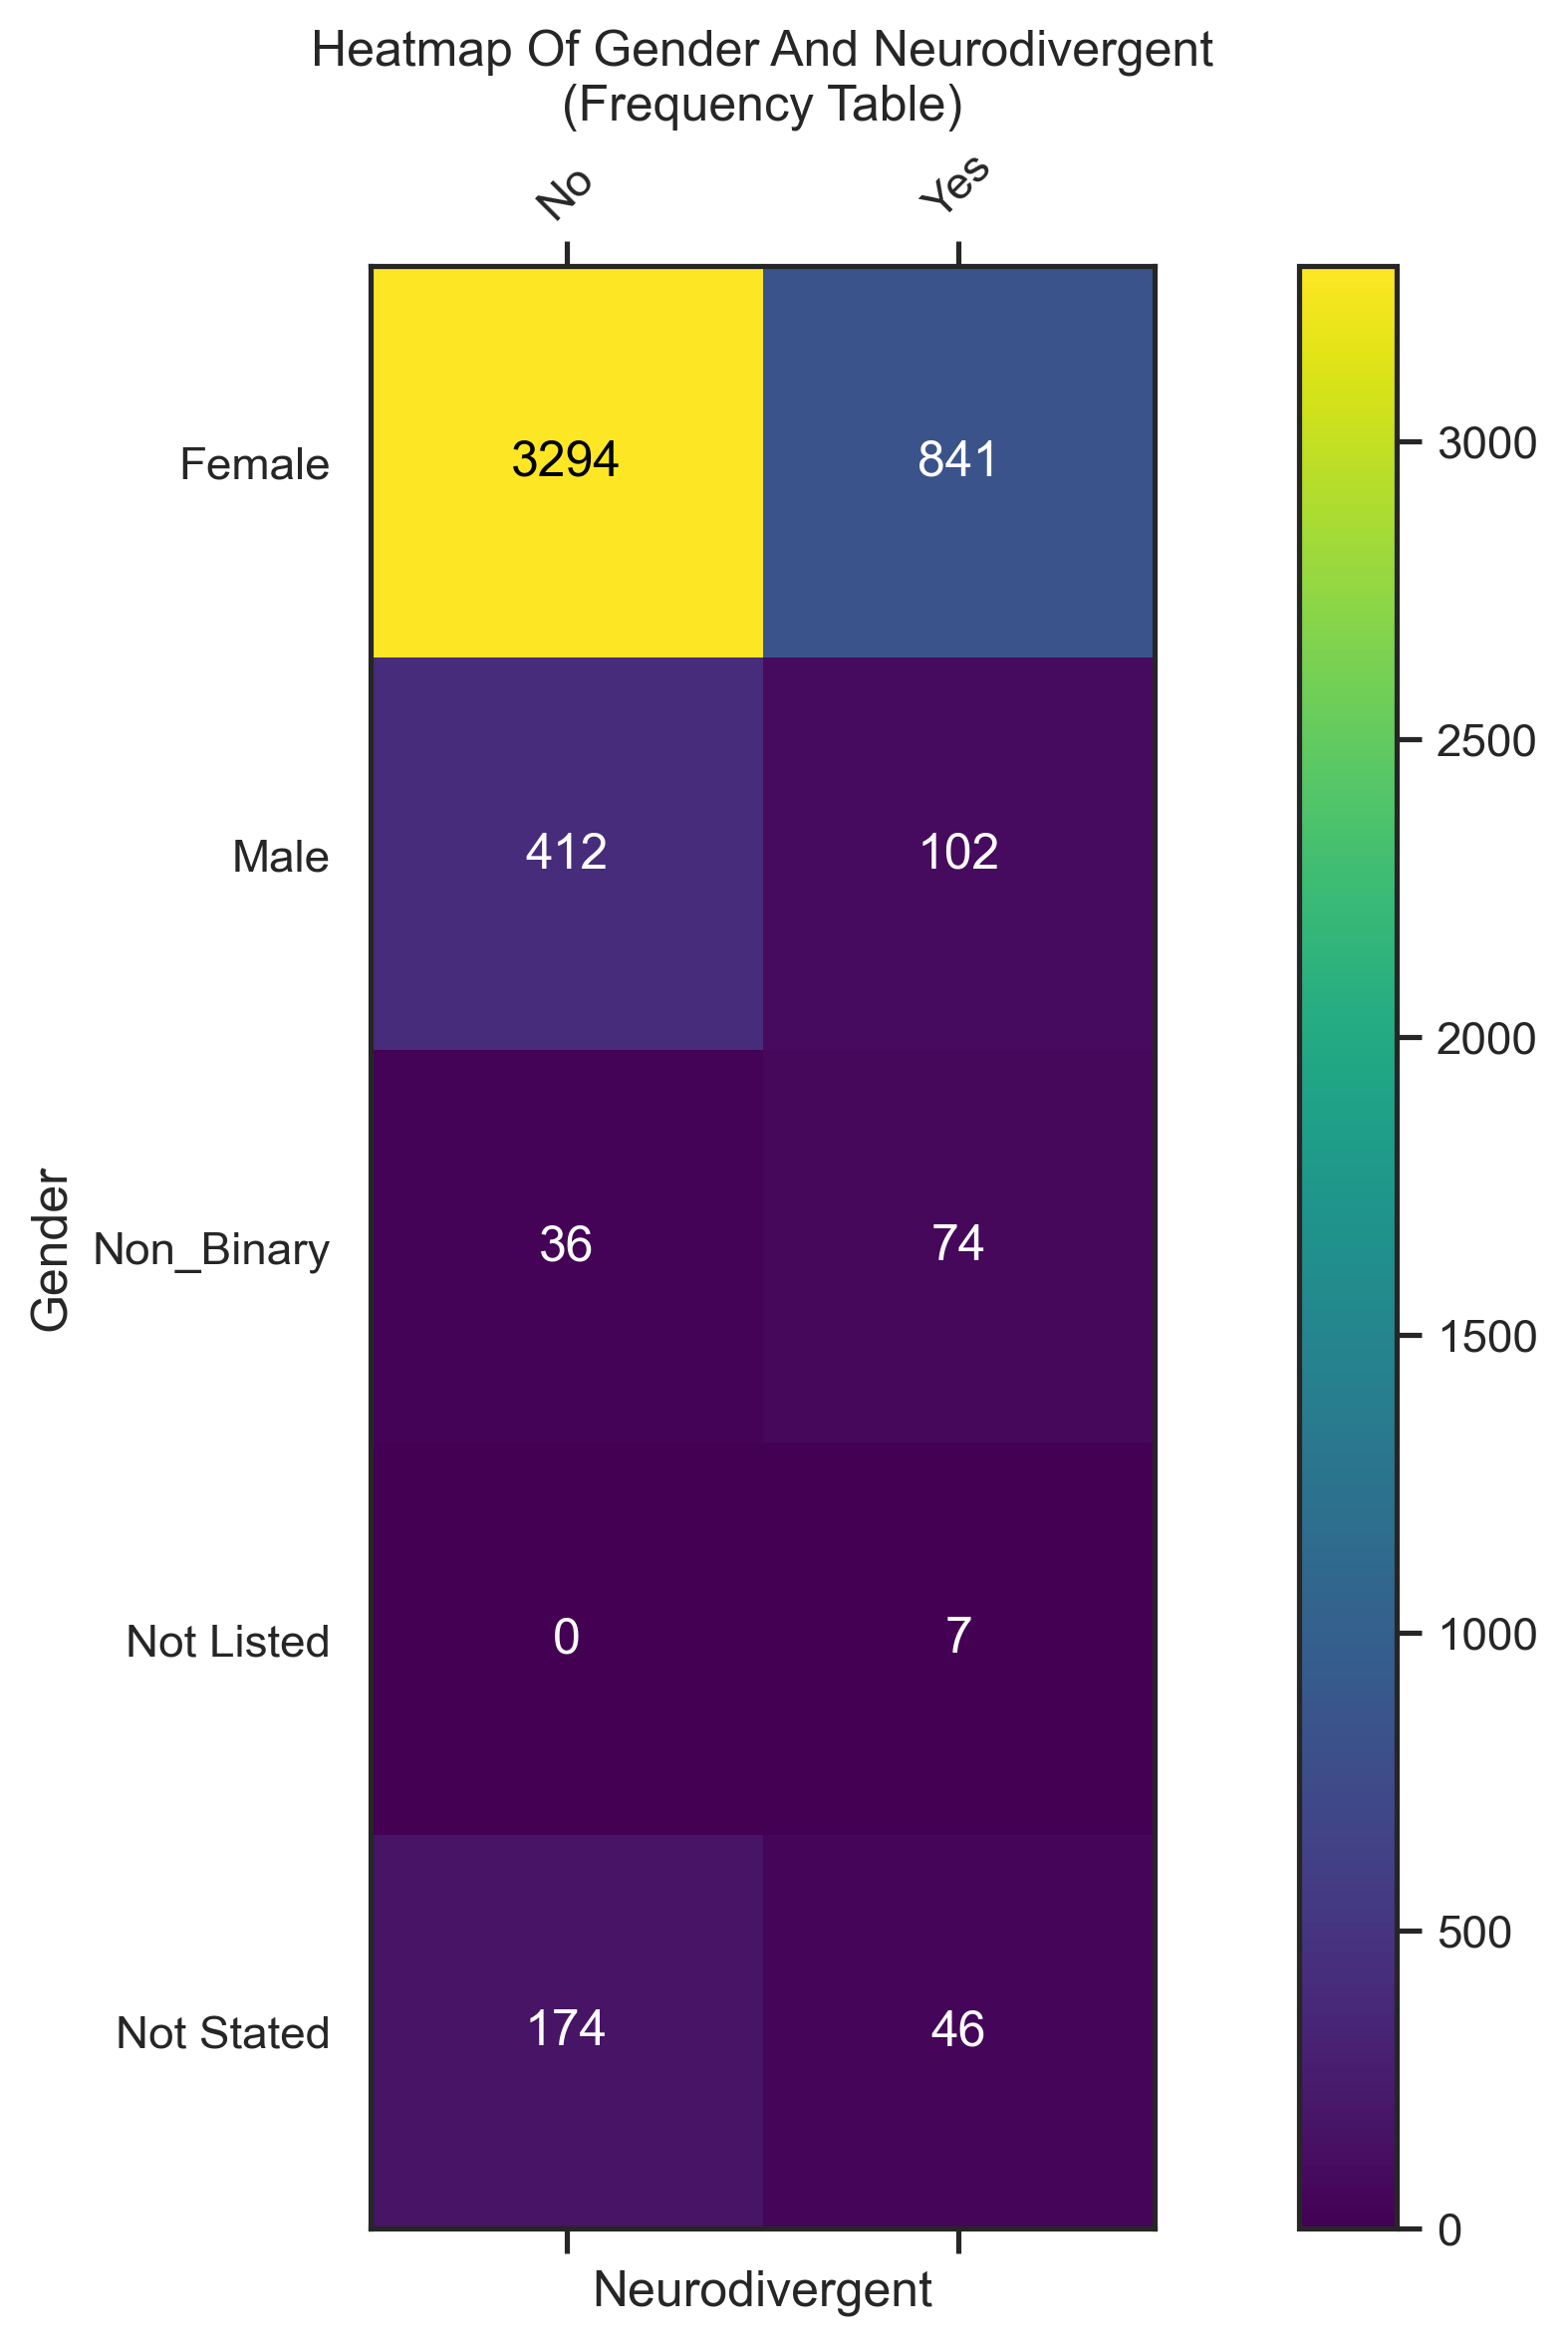 Heatmap Of Gender And Neurodivergent
(Frequency Table)
No Yes
Female 3294 841
Male 412 102
Non_Binary 36 74
Not Listed 0 7
Not Stated 174 46
Gender
Neurodivergent
3000
2500
2000
1500
1000
500
0